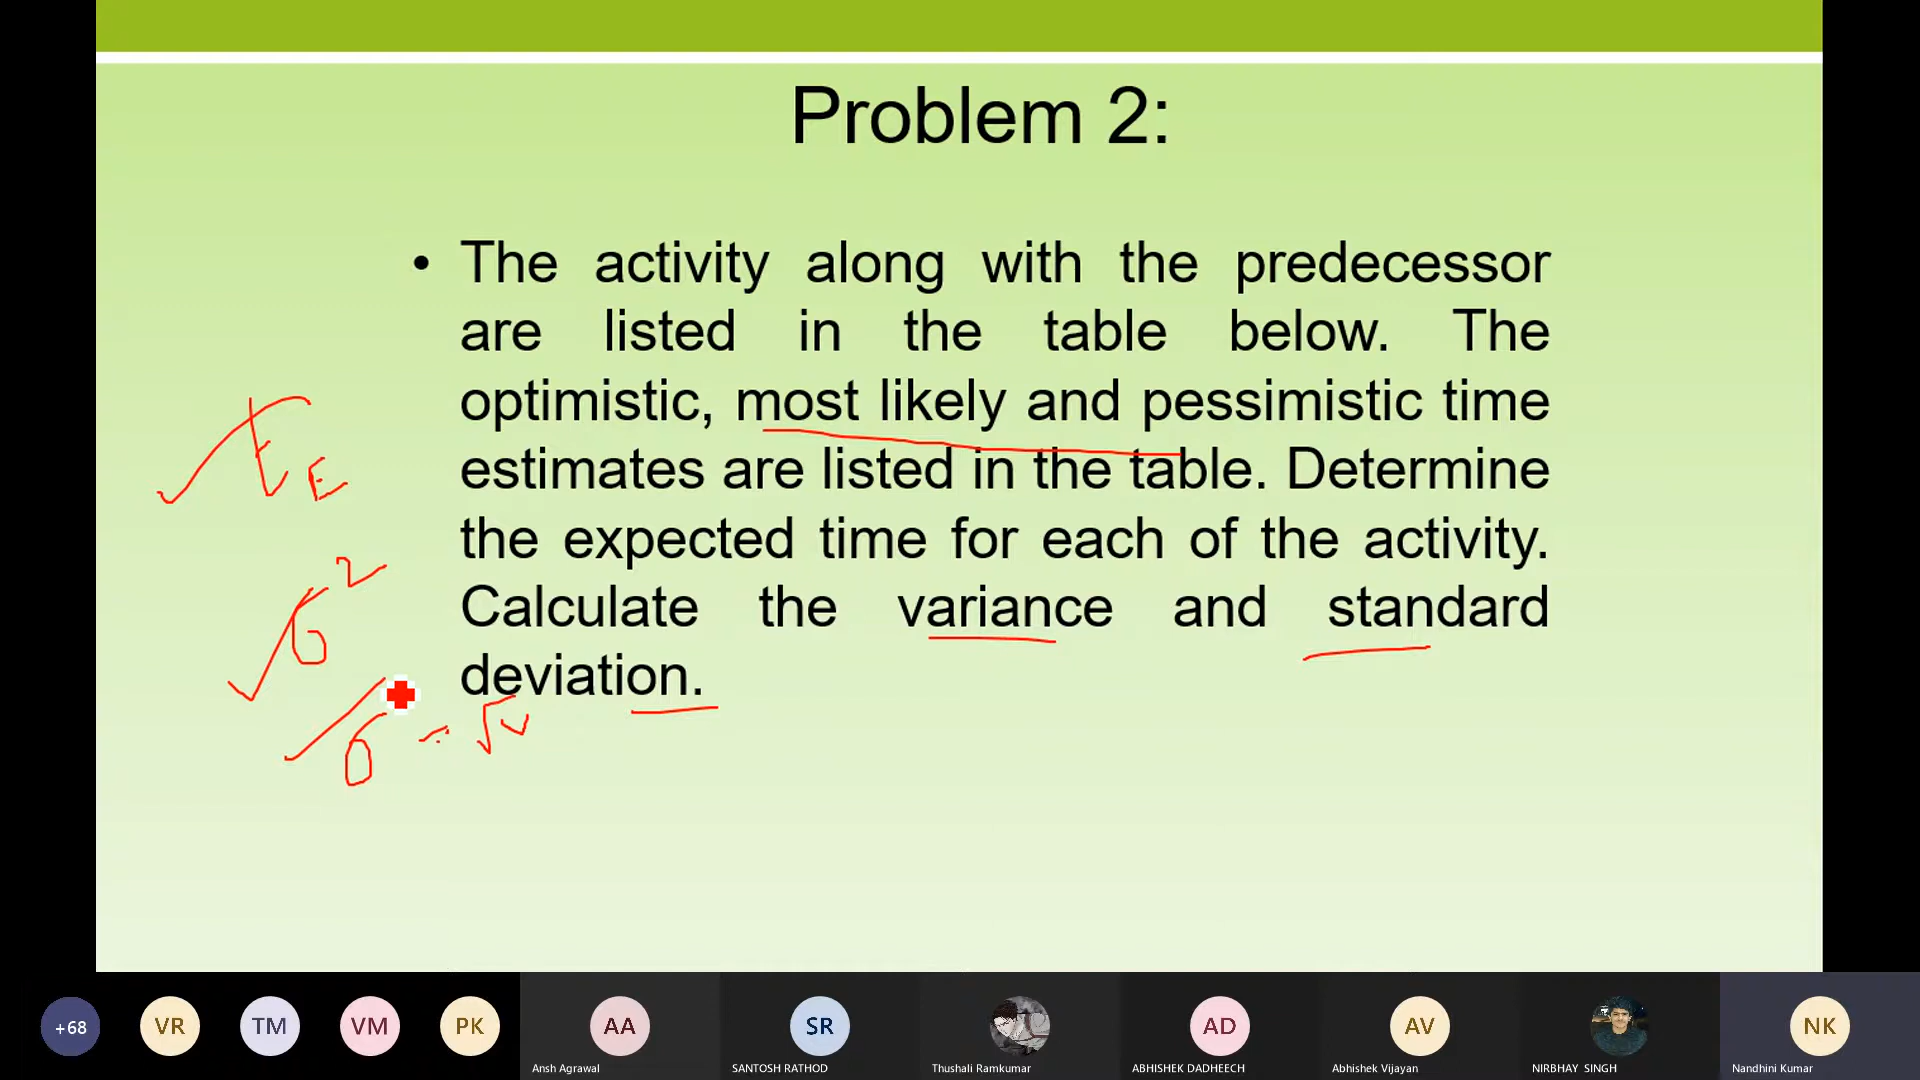 Problem 2:
• The activity along with the predecessor
are listed in the table below. The
optimistic, most likely and pessimistic time
estimates are listed in the table. Determine
the expected time for each of the activity.
Calculate the variance and standard
deviation.
t_E
σ²
σ = √v
+68
VR
TM
VM
PK
AA
SR
AD
AV
NK
Ansh Agrawal
SANTOSH RATHOD
Thushali Ramkumar
ABHISHEK DADHEECH
Abhishek Vijayan
NIRBHAY SINGH
Nandhini Kumar